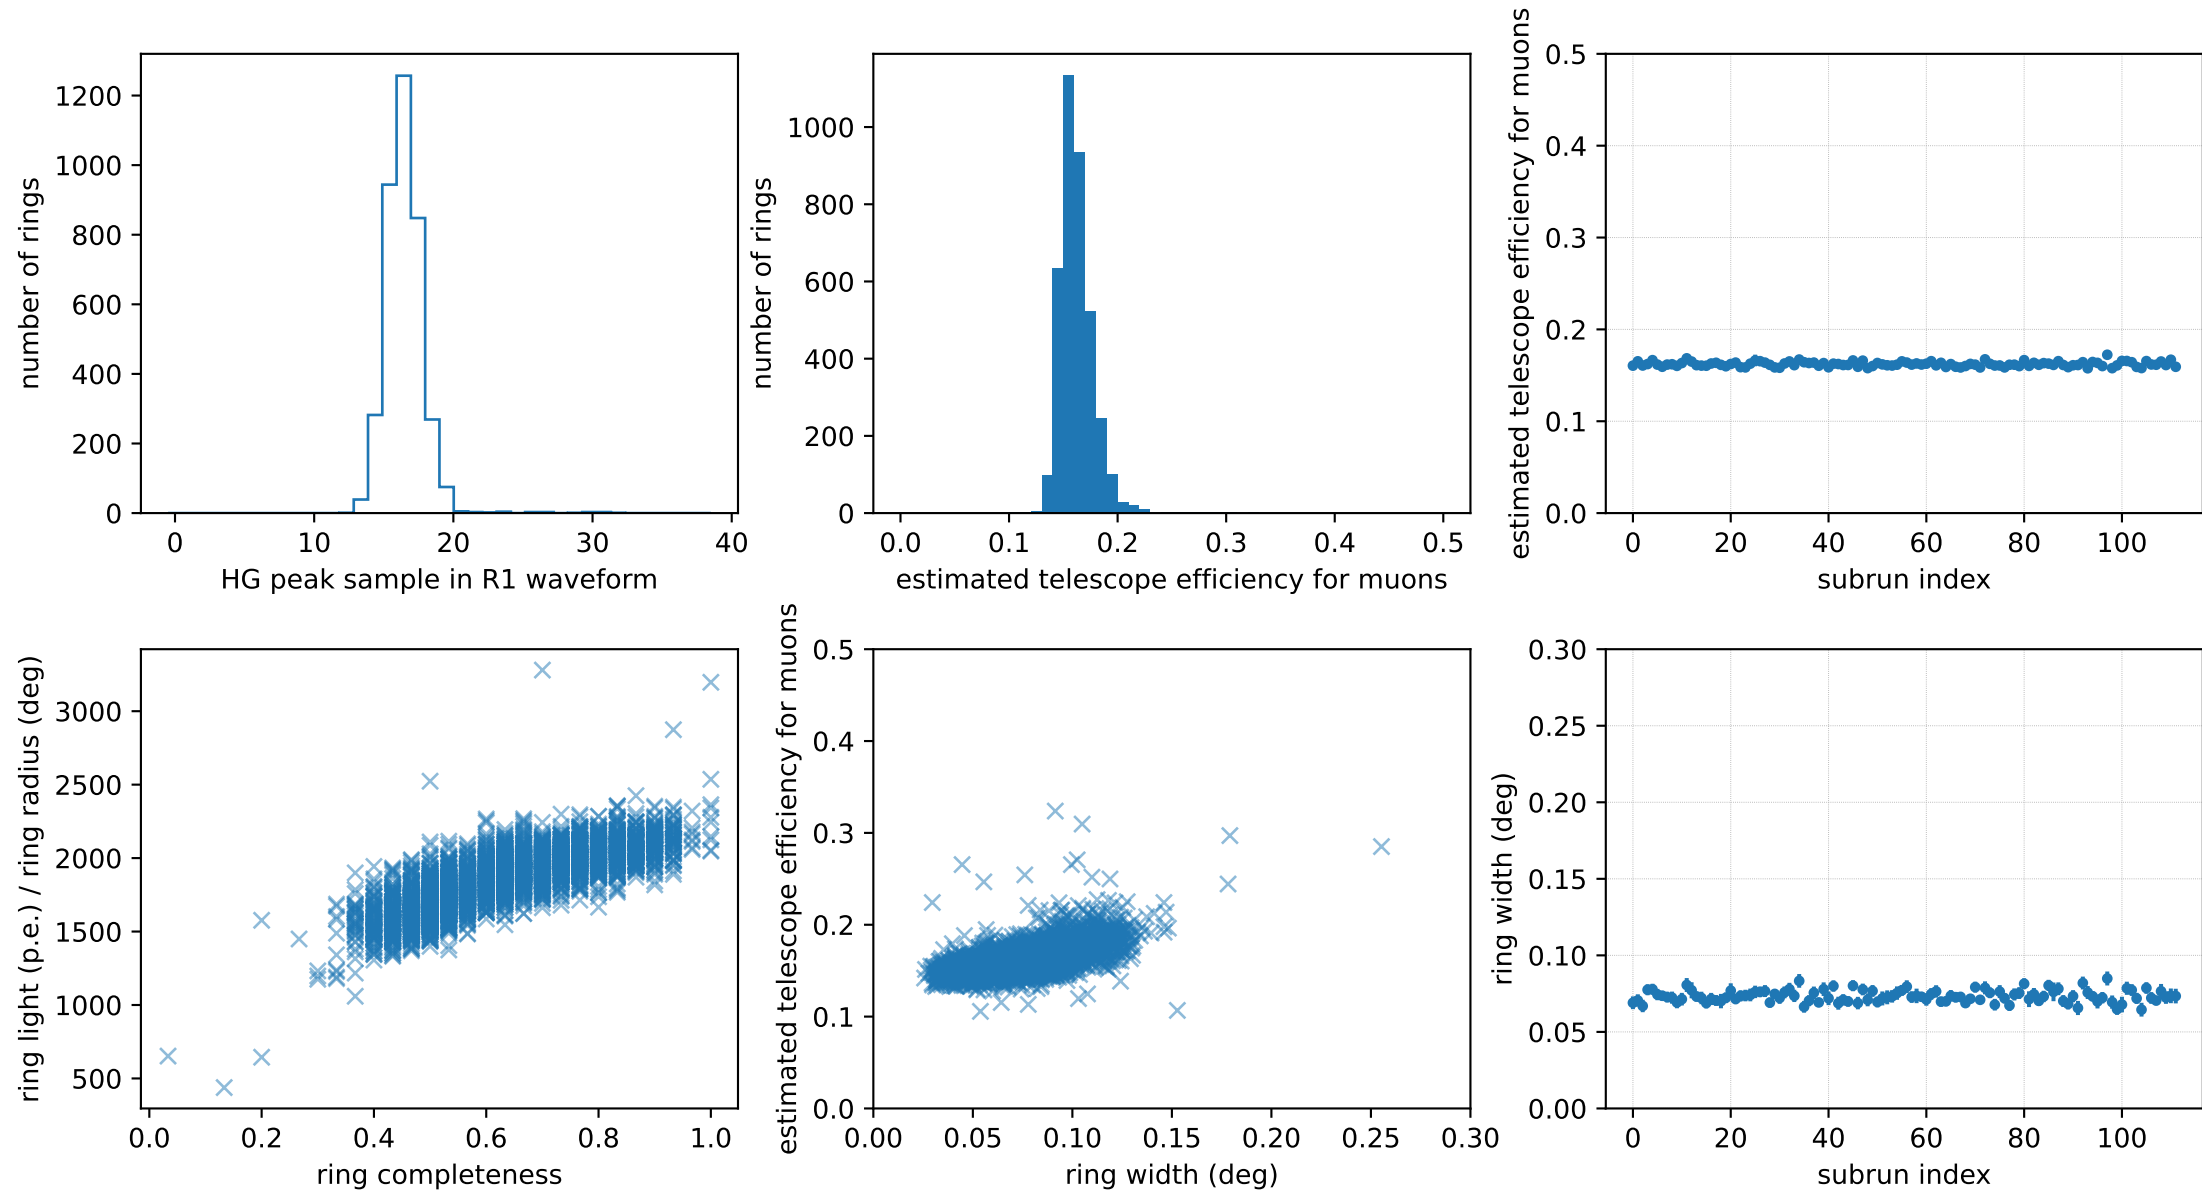 number of rings
1200
1000
800
600
400
200
0
0 10 20 30 40
HG peak sample in R1 waveform
number of rings
1000
800
600
400
200
0
0.0 0.1 0.2 0.3 0.4 0.5
estimated telescope efficiency for muons
estimated telescope efficiency for muons
0.5
0.4
0.3
0.2
0.1
0.0
0 20 40 60 80 100
subrun index
ring light (p.e.) / ring radius (deg)
3000
2500
2000
1500
1000
500
0.0 0.2 0.4 0.6 0.8 1.0
ring completeness
estimated telescope efficiency for muons
0.5
0.4
0.3
0.2
0.1
0.0
0.00 0.05 0.10 0.15 0.20 0.25 0.30
ring width (deg)
ring width (deg)
0.30
0.25
0.20
0.15
0.10
0.05
0.00
0 20 40 60 80 100
subrun index